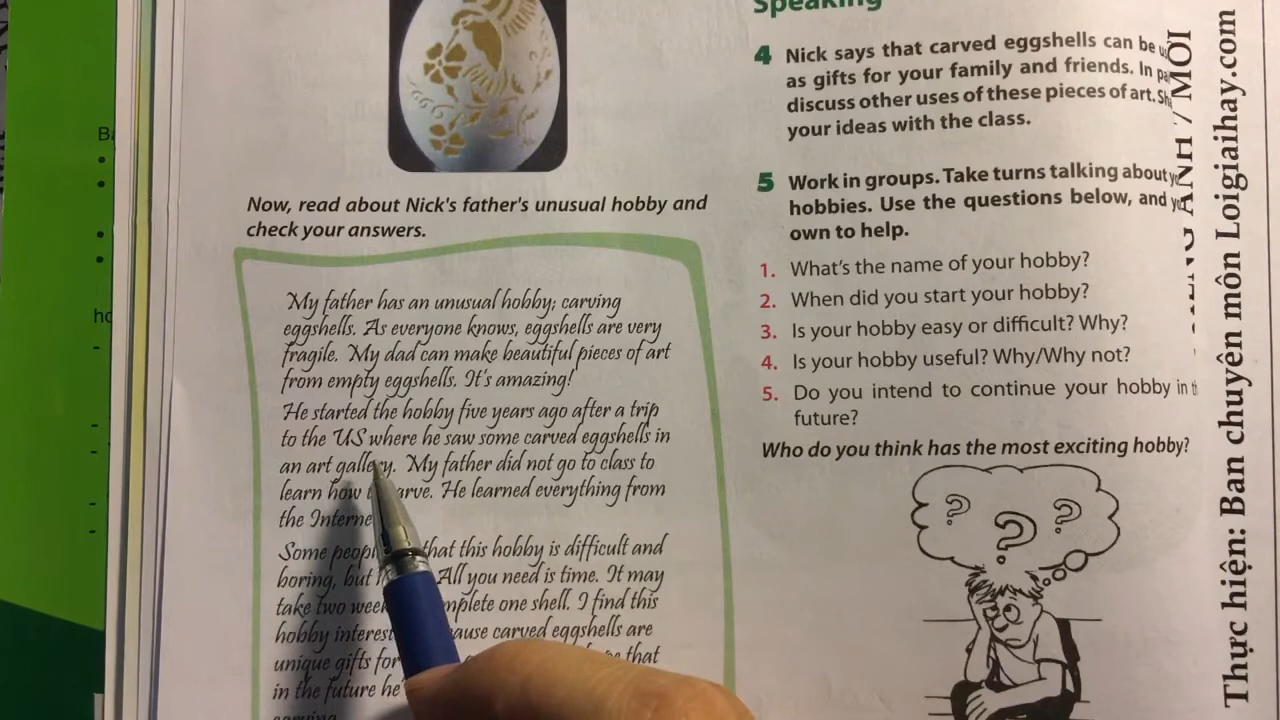 Now, read about Nick's father's unusual hobby and
check your answers.
My father has an unusual hobby; carving
eggshells. As everyone knows, eggshells are very
fragile. My dad can make beautiful pieces of art
from empty eggshells. It's amazing!
He started the hobby five years ago after a trip
to the US where he saw some carved eggshells in
an art gallery. My father did not go to class to
learn how arve. He learned everything from
the Interne
Some peopl that this hobby is difficult and
boring, but All you need is time. It may
take two week mplete one shell. I find this
hobby interest ause carved eggshells are
unique gifts for that
in the future he'
carving
Speaking
4 Nick says that carved eggshells can be
as gifts for your family and friends. In
discuss other uses of these pieces of art. Sh
your ideas with the class.
5 Work in groups. Take turns talking about
hobbies. Use the questions below, and
own to help.
1. What's the name of your hobby?
2. When did you start your hobby?
3. Is your hobby easy or difficult? Why?
4. Is your hobby useful? Why/Why not?
5. Do you intend to continue your hobby in
future?
Who do you think has the most exciting hobby?
? ? ?
ANH 7 MỚI
Thực hiện: Ban chuyên môn Loigiaihay.com